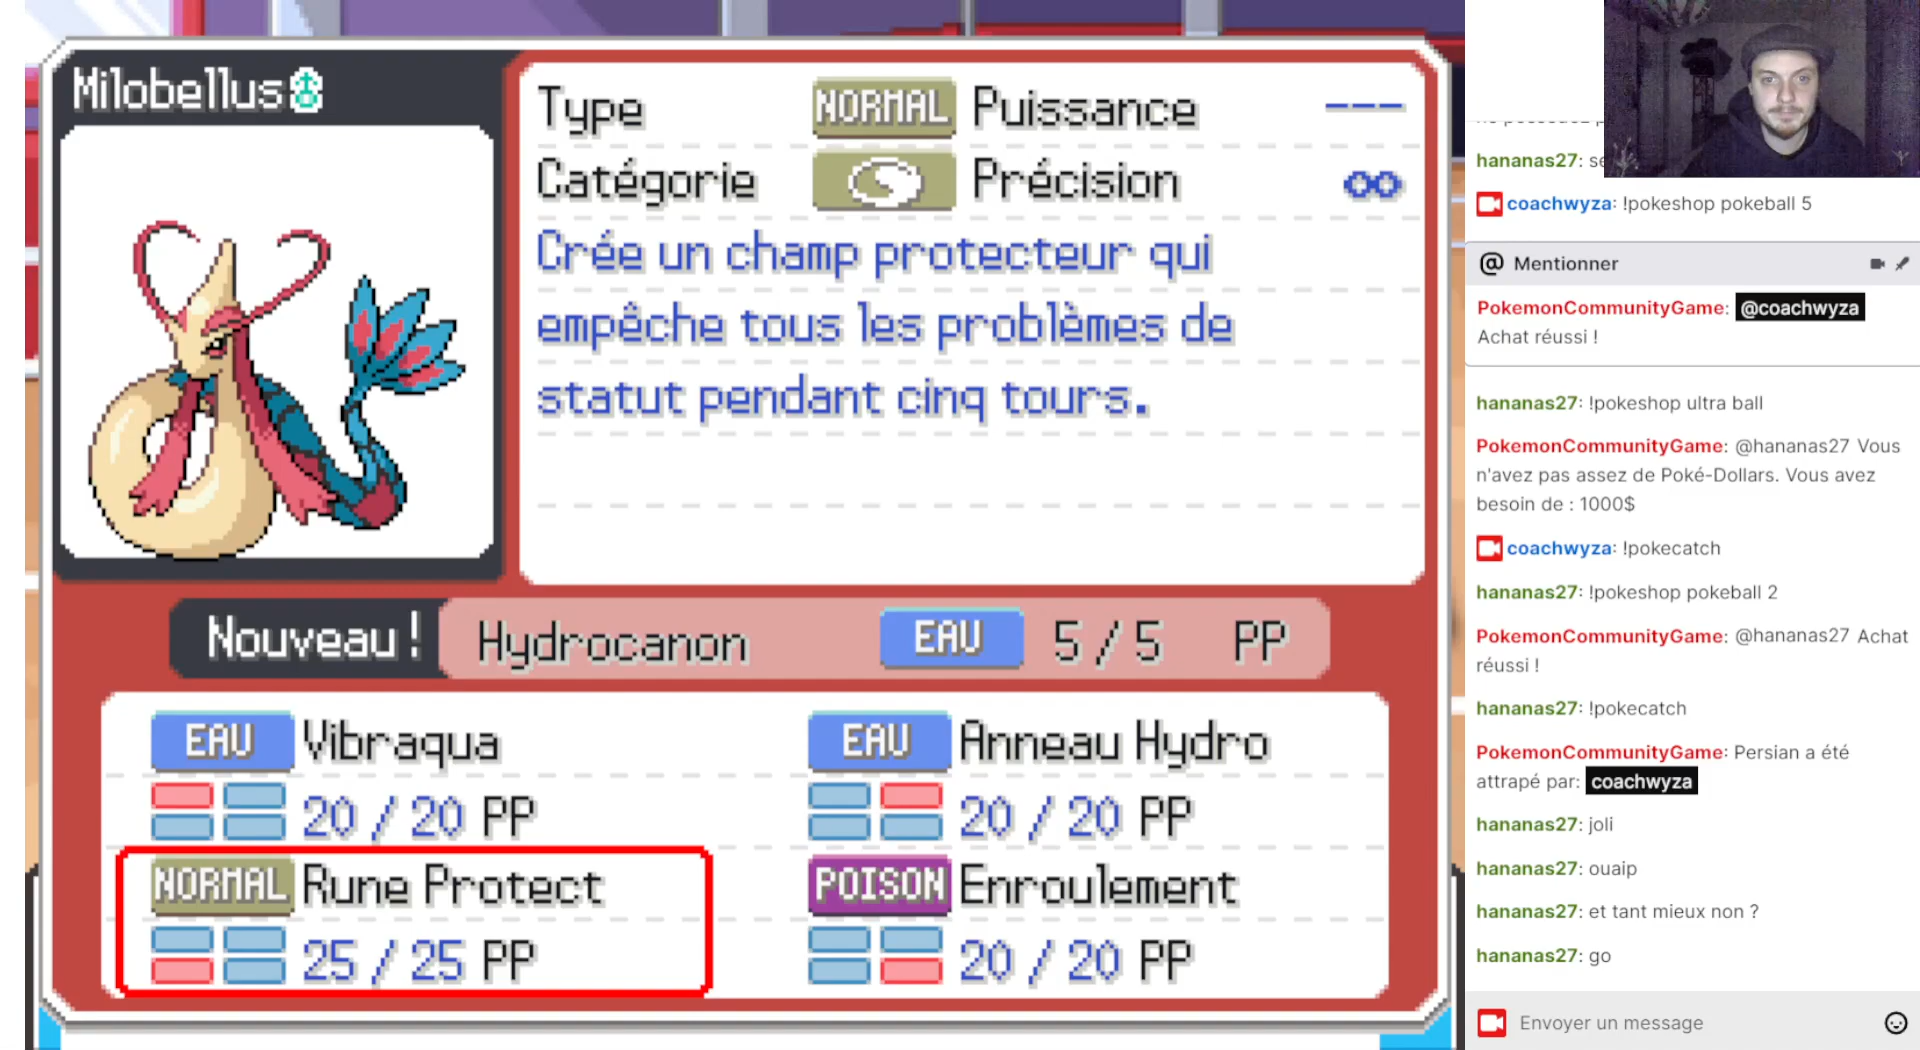 Milobellus
Type NORMAL Puissance ---
Catégorie Précision ∞
Crée un champ protecteur qui
empêche tous les problèmes de
statut pendant cinq tours.
Nouveau ! Hydrocanon EAU 5 / 5 PP
EAU Vibraqua EAU Anneau Hydro
20 / 20 PP 20 / 20 PP
NORMAL Rune Protect POISON Enroulement
25 / 25 PP 20 / 20 PP
hananas27:
coachwyza: !pokeshop pokeball 5
@ Mentionner
PokemonCommunityGame: @coachwyza
Achat réussi !
hananas27: !pokeshop ultra ball
PokemonCommunityGame: @hananas27 Vous
n'avez pas assez de Poké-Dollars. Vous avez
besoin de : 1000$
coachwyza: !pokecatch
hananas27: !pokeshop pokeball 2
PokemonCommunityGame: @hananas27 Achat
réussi !
hananas27: !pokecatch
PokemonCommunityGame: Persian a été
attrapé par: coachwyza
hananas27: joli
hananas27: ouaip
hananas27: et tant mieux non ?
hananas27: go
Envoyer un message